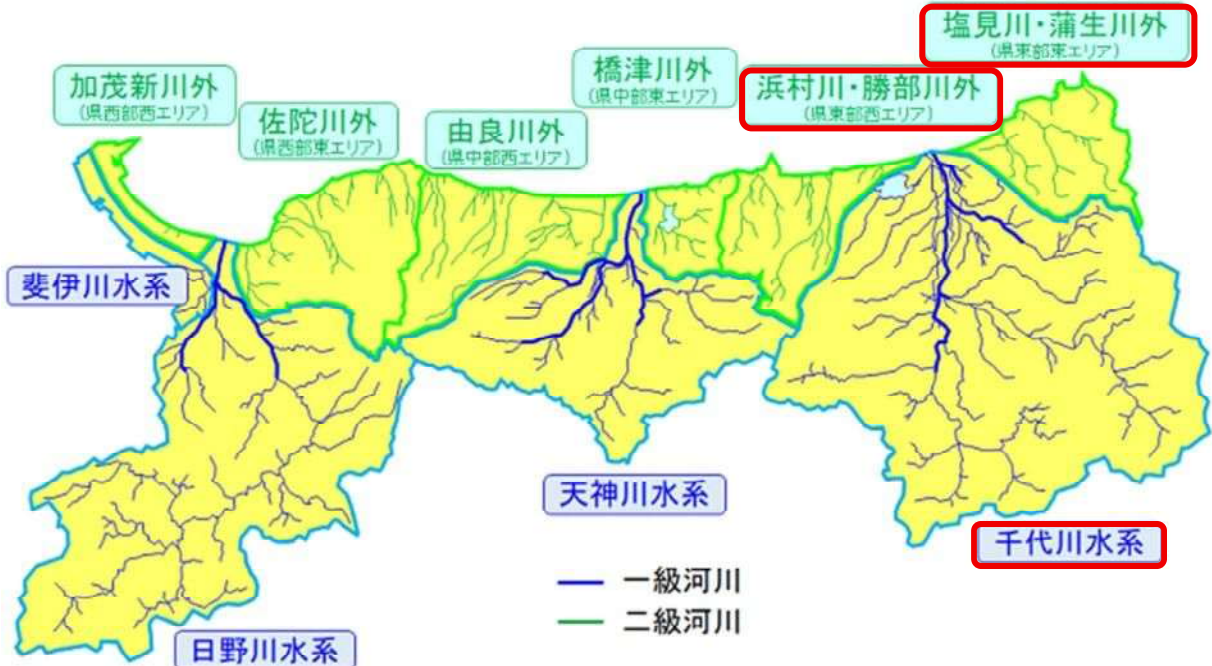 塩見川・蒲生川外
(県東部東エリア)
橋津川外
(県中部東エリア)
加茂新川外
(県西部西エリア)
浜村川・勝部川外
(県東部西エリア)
佐陀川外
(県西部東エリア)
由良川外
(県中部西エリア)
斐伊川水系
天神川水系
千代川水系
一級河川
二級河川
日野川水系